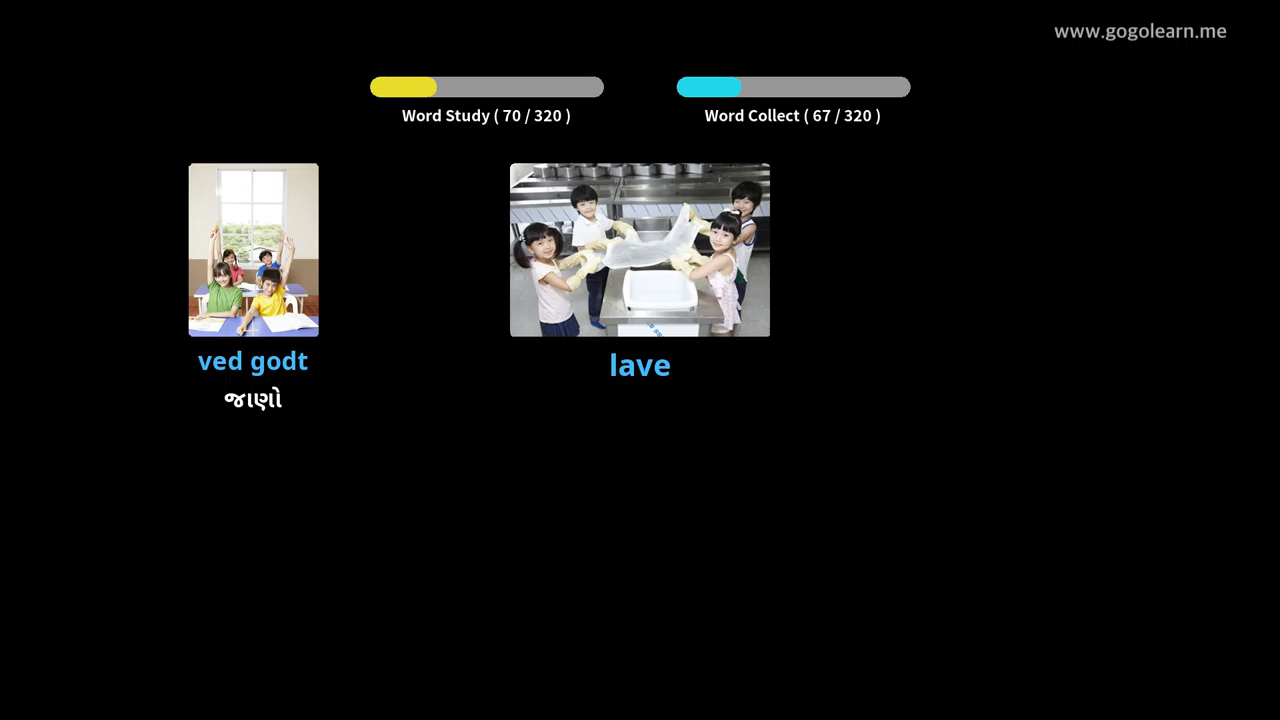 www.gogolearn.me
Word Study ( 70 / 320 )
Word Collect ( 67 / 320 )
ved godt
જાણો
lave